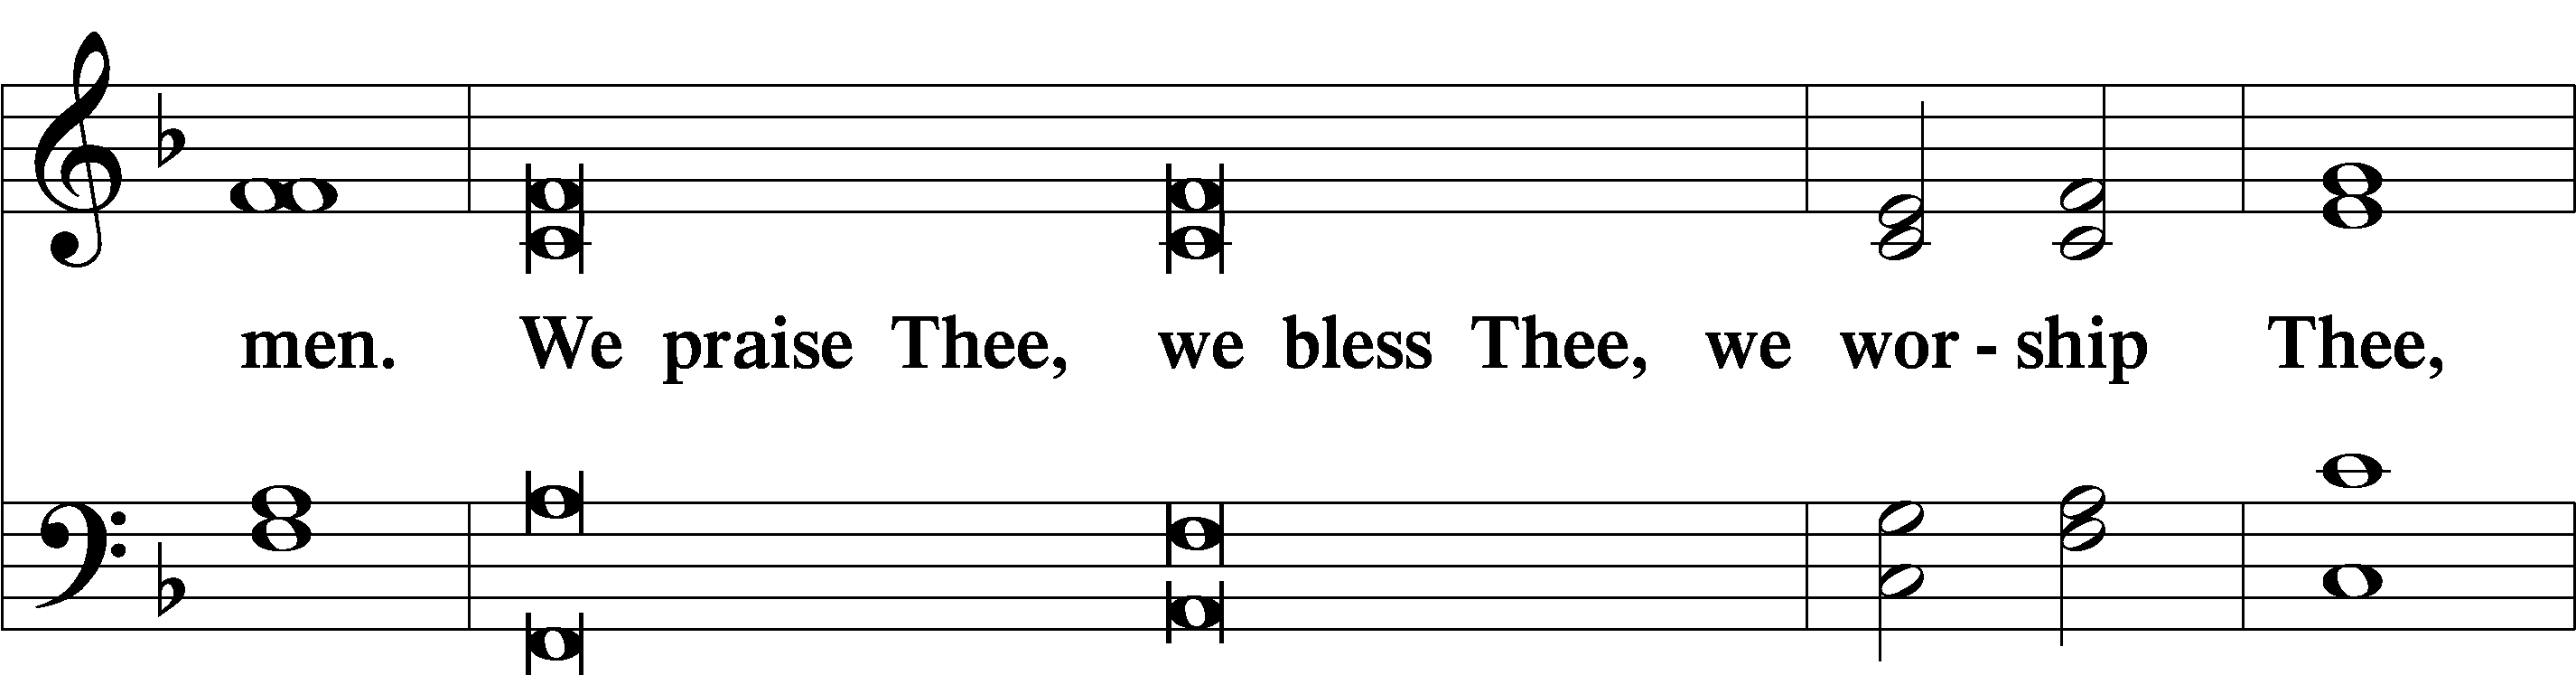 men. We praise Thee, we bless Thee, we wor - ship Thee,